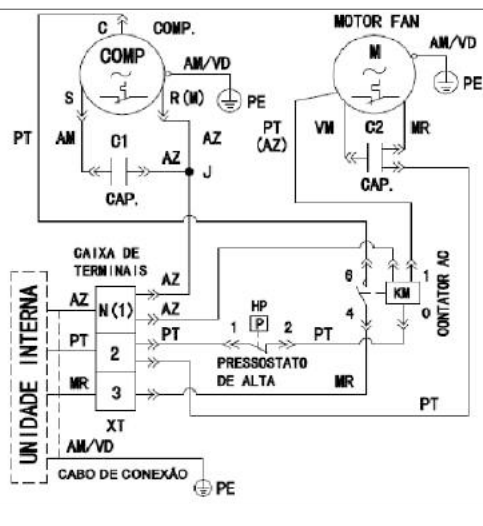 C COMP.
COMP
S
R(M)
AM/VD
PE
PT
AM
C1
AZ
AZ
J
CAP.
MOTOR FAN
M
AM/VD
PE
PT
(AZ)
VM
C2
MR
CAP.
CAIXA DE
TERMINAIS
AZ
AZ
AZ
N(1)
PT
PT
2
MR
3
XT
UNIDADE INTERNA
AM/VD
CABO DE CONEXÃO
PE
HP
P
1
2
PT
PRESSOSTATO
DE ALTA
MR
6
4
KM
1
0
CONTATOR AC
PT